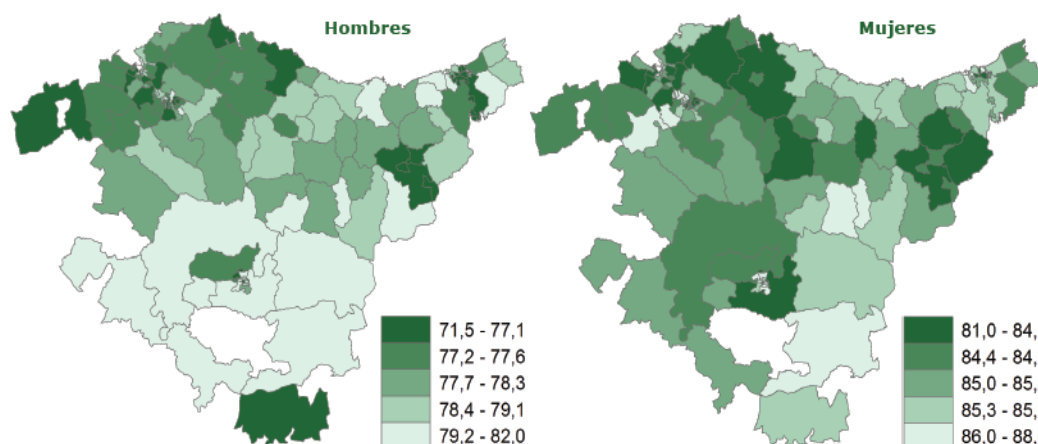 Hombres
71,5 - 77,1
77,2 - 77,6
77,7 - 78,3
78,4 - 79,1
79,2 - 82,0
Mujeres
81,0 - 84,
84,4 - 84,
85,0 - 85,
85,3 - 85,
86,0 - 88,